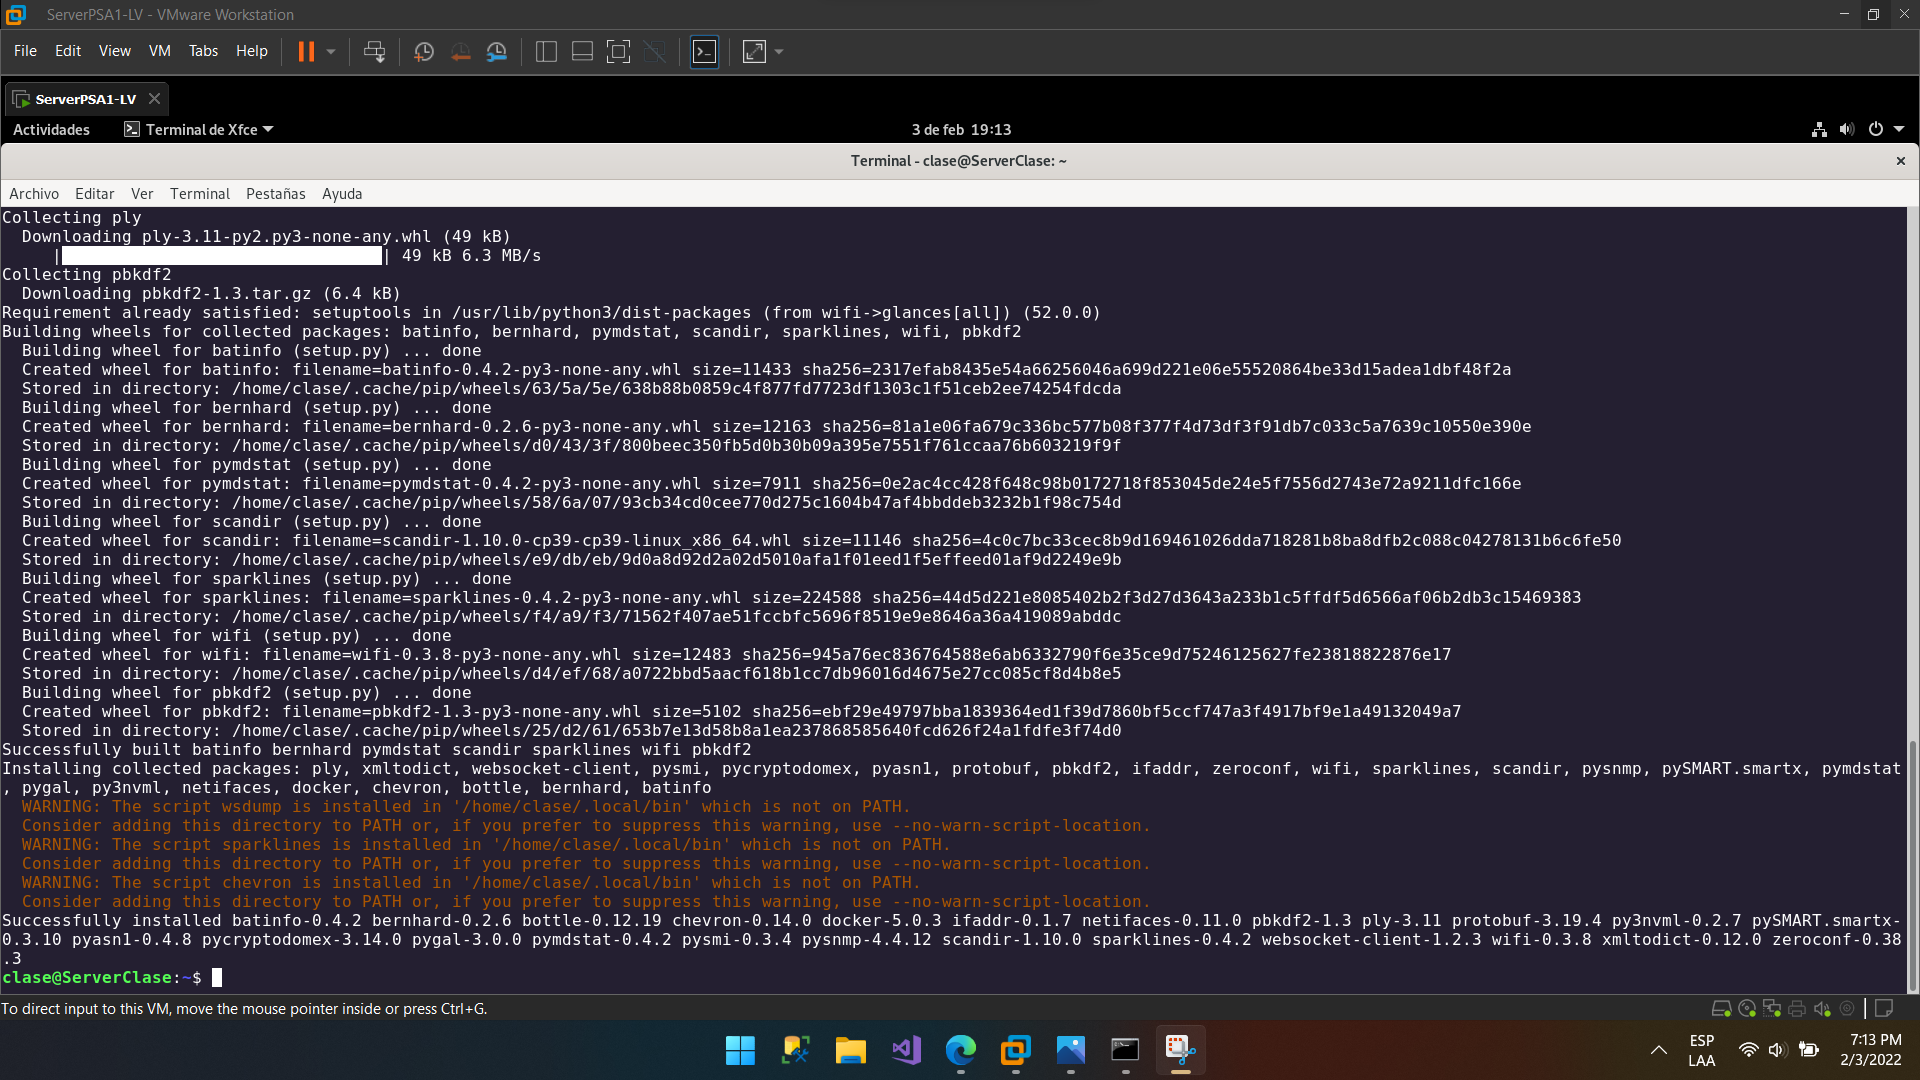 ServerPSA1-LV - VMware Workstation
File Edit View VM Tabs Help
ServerPSA1-LV
Actividades Terminal de Xfce 3 de feb 19:13
Terminal - clase@ServerClase: ~
Archivo Editar Ver Terminal Pestañas Ayuda
Collecting ply
Downloading ply-3.11-py2.py3-none-any.whl (49 kB)
| | 49 kB 6.3 MB/s
Collecting pbkdf2
Downloading pbkdf2-1.3.tar.gz (6.4 kB)
Requirement already satisfied: setuptools in /usr/lib/python3/dist-packages (from wifi->glances[all]) (52.0.0)
Building wheels for collected packages: batinfo, bernhard, pymdstat, scandir, sparklines, wifi, pbkdf2
Building wheel for batinfo (setup.py) ... done
Created wheel for batinfo: filename=batinfo-0.4.2-py3-none-any.whl size=11433 sha256=2317efab8435e54a66256046a699d221e06e55520864be33d15adea1dbf48f2a
Stored in directory: /home/clase/.cache/pip/wheels/63/5a/5e/638b88b0859c4f877fd7723df1303c1f51ceb2ee74254fdcda
Building wheel for bernhard (setup.py) ... done
Created wheel for bernhard: filename=bernhard-0.2.6-py3-none-any.whl size=12163 sha256=81a1e06fa679c336bc577b08f377f4d73df3f91db7c033c5a7639c10550e390e
Stored in directory: /home/clase/.cache/pip/wheels/d0/43/3f/800beec350fb5d0b30b09a395e7551f761ccaa76b603219f9f
Building wheel for pymdstat (setup.py) ... done
Created wheel for pymdstat: filename=pymdstat-0.4.2-py3-none-any.whl size=7911 sha256=0e2ac4cc428f648c98b0172718f853045de24e5f7556d2743e72a9211dfc166e
Stored in directory: /home/clase/.cache/pip/wheels/58/6a/07/93cb34cd0cee770d275c1604b47af4bbddeb3232b1f98c754d
Building wheel for scandir (setup.py) ... done
Created wheel for scandir: filename=scandir-1.10.0-cp39-cp39-linux_x86_64.whl size=11146 sha256=4c0c7bc33cec8b9d169461026dda718281b8ba8dfb2c088c04278131b6c6fe50
Stored in directory: /home/clase/.cache/pip/wheels/e9/db/eb/9d0a8d92d2a02d5010afa1f01eed1f5effeed01af9d2249e9b
Building wheel for sparklines (setup.py) ... done
Created wheel for sparklines: filename=sparklines-0.4.2-py3-none-any.whl size=224588 sha256=44d5d221e8085402b2f3d27d3643a233b1c5ffdf5d6566af06b2db3c15469383
Stored in directory: /home/clase/.cache/pip/wheels/f4/a9/f3/71562f407ae51fccbfc5696f8519e9e8646a36a419089abddc
Building wheel for wifi (setup.py) ... done
Created wheel for wifi: filename=wifi-0.3.8-py3-none-any.whl size=12483 sha256=945a76ec836764588e6ab6332790f6e35ce9d75246125627fe23818822876e17
Stored in directory: /home/clase/.cache/pip/wheels/d4/ef/68/a0722bbd5aacf618b1cc7db96016d4675e27cc085cf8d4b8e5
Building wheel for pbkdf2 (setup.py) ... done
Created wheel for pbkdf2: filename=pbkdf2-1.3-py3-none-any.whl size=5102 sha256=ebf29e49797bba1839364ed1f39d7860bf5ccf747a3f4917bf9e1a49132049a7
Stored in directory: /home/clase/.cache/pip/wheels/25/d2/61/653b7e13d58b8a1ea237868585640fcd626f24a1fdfe3f74d0
Successfully built batinfo bernhard pymdstat scandir sparklines wifi pbkdf2
Installing collected packages: ply, xmltodict, websocket-client, pysmi, pycryptodomex, pyasn1, protobuf, pbkdf2, ifaddr, zeroconf, wifi, sparklines, scandir, pysnmp, pySMART.smartx, pymdstat
, pygal, py3nvml, netifaces, docker, chevron, bottle, bernhard, batinfo
WARNING: The script wsdump is installed in '/home/clase/.local/bin' which is not on PATH.
Consider adding this directory to PATH or, if you prefer to suppress this warning, use --no-warn-script-location.
WARNING: The script sparklines is installed in '/home/clase/.local/bin' which is not on PATH.
Consider adding this directory to PATH or, if you prefer to suppress this warning, use --no-warn-script-location.
WARNING: The script chevron is installed in '/home/clase/.local/bin' which is not on PATH.
Consider adding this directory to PATH or, if you prefer to suppress this warning, use --no-warn-script-location.
Successfully installed batinfo-0.4.2 bernhard-0.2.6 bottle-0.12.19 chevron-0.14.0 docker-5.0.3 ifaddr-0.1.7 netifaces-0.11.0 pbkdf2-1.3 ply-3.11 protobuf-3.19.4 py3nvml-0.2.7 pySMART.smartx-
0.3.10 pyasn1-0.4.8 pycryptodomex-3.14.0 pygal-3.0.0 pymdstat-0.4.2 pysmi-0.3.4 pysnmp-4.4.12 scandir-1.10.0 sparklines-0.4.2 websocket-client-1.2.3 wifi-0.3.8 xmltodict-0.12.0 zeroconf-0.38
.3
clase@ServerClase:~$
To direct input to this VM, move the mouse pointer inside or press Ctrl+G.
ESP 7:13 PM
LAA 2/3/2022